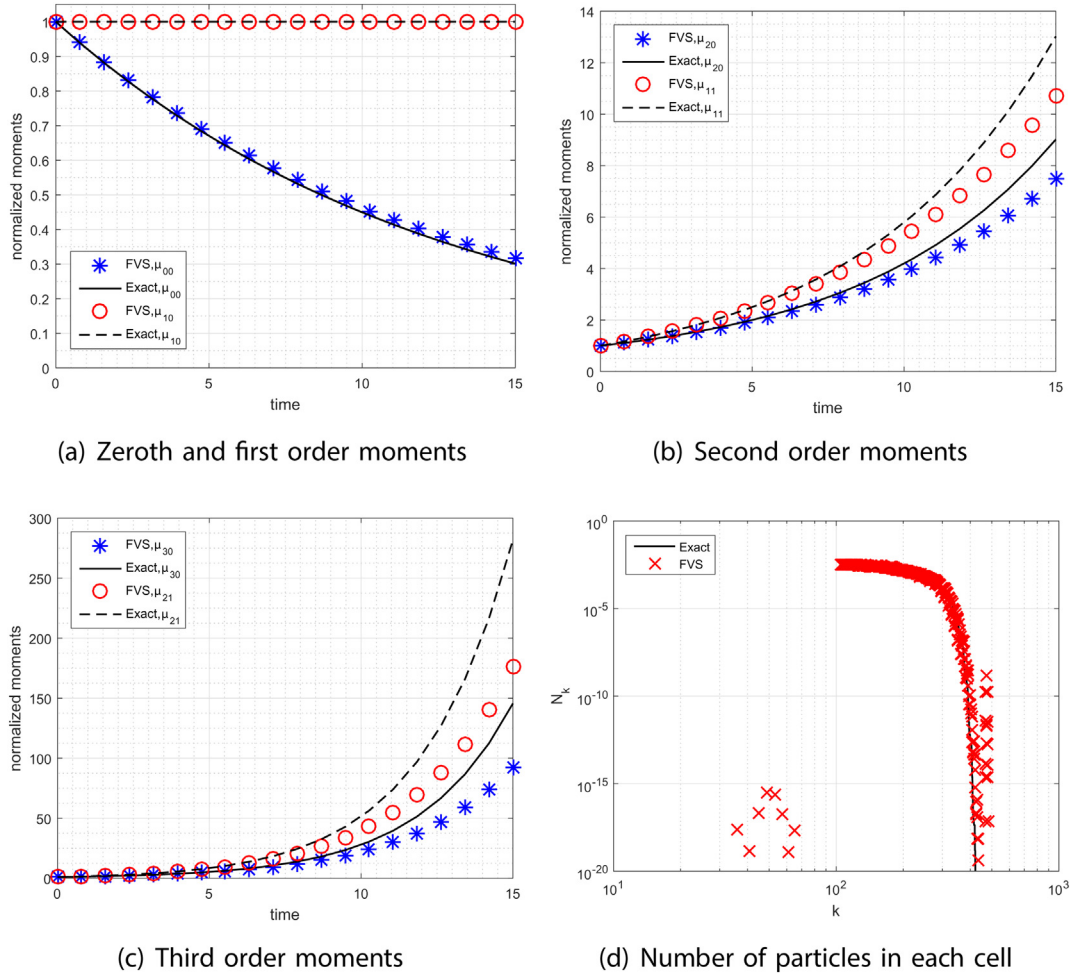 normalized moments
1
0.9
0.8
0.7
0.6
0.5
0.4
0.3
0.2
0.1
0
0 5 10 15
time
FVS,μ00
Exact,μ00
FVS,μ10
Exact,μ10
(a) Zeroth and first order moments
normalized moments
14
12
10
8
6
4
2
0
0 5 10 15
time
FVS,μ20
Exact,μ20
FVS,μ11
Exact,μ11
(b) Second order moments
normalized moments
300
250
200
150
100
50
0
0 5 10 15
time
FVS,μ30
Exact,μ30
FVS,μ21
Exact,μ21
(c) Third order moments
Nk
10^0
10^-5
10^-10
10^-15
10^-20
10^1 10^2 10^3
k
Exact
FVS
(d) Number of particles in each cell